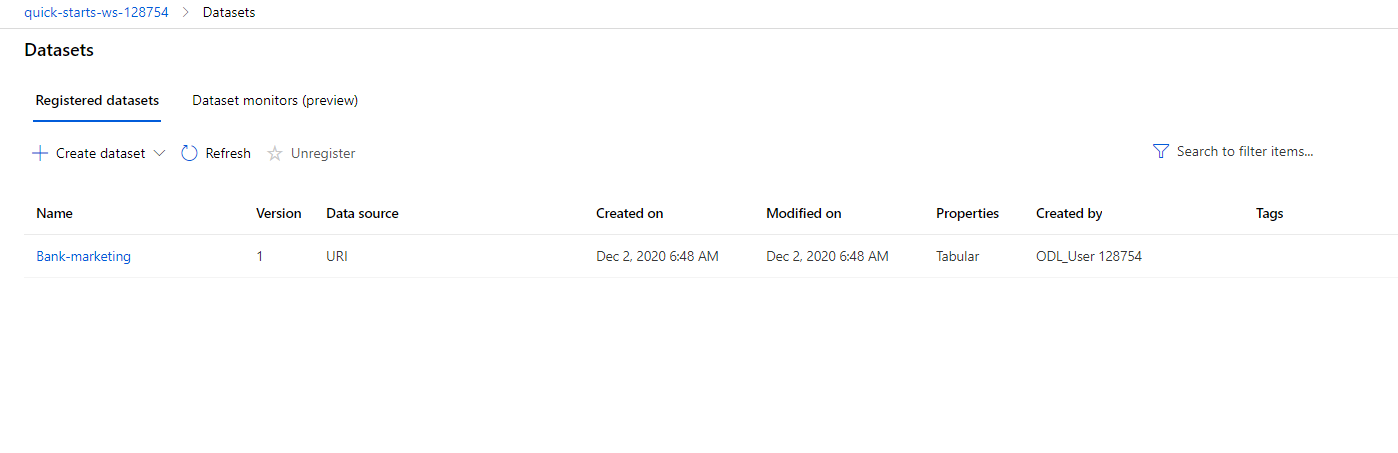 quick-starts-ws-128754 > Datasets
Datasets
Registered datasets Dataset monitors (preview)
Create dataset Refresh Unregister Search to filter items...
Name Version Data source Created on Modified on Properties Created by Tags
Bank-marketing 1 URI Dec 2, 2020 6:48 AM Dec 2, 2020 6:48 AM Tabular ODL_User 128754